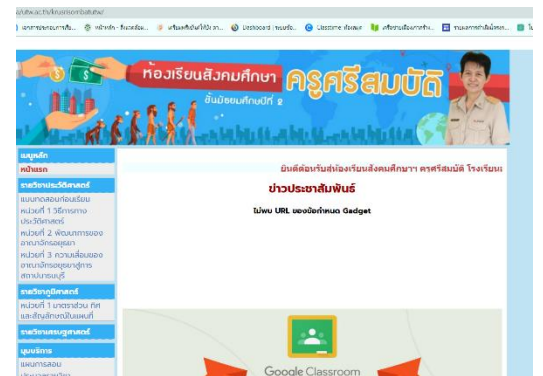 ห้องเรียนสังคมศึกษา
ครูศรีสมบัติ
ชั้นมัธยมศึกษาปีที่ ๒
เมนูหลัก
หน้าแรก
ยินดีต้อนรับสู่ห้องเรียนสังคมศึกษาฯ ครูศรีสมบัติ โรงเรียน
รายวิชาประวัติศาสตร์
ข่าวประชาสัมพันธ์
แบบทดสอบก่อนเรียน
หน่วยที่ 1 วิธีการทาง
ประวัติศาสตร์
ไม่พบ URL ของข้อกำหนด Gadget
หน่วยที่ 2 พัฒนาการของ
อาณาจักรอยุธยา
หน่วยที่ 3 ความเสื่อมของ
อาณาจักรอยุธยาสู่การ
สถาปนาธนบุรี
รายวิชาภูมิศาสตร์
หน่วยที่ 1 มาตราส่วน ทิศ
และสัญลักษณ์ในแผนที่
รายวิชาเศรษฐศาสตร์
มุมบริการ
แผนการสอน
Google Classroom